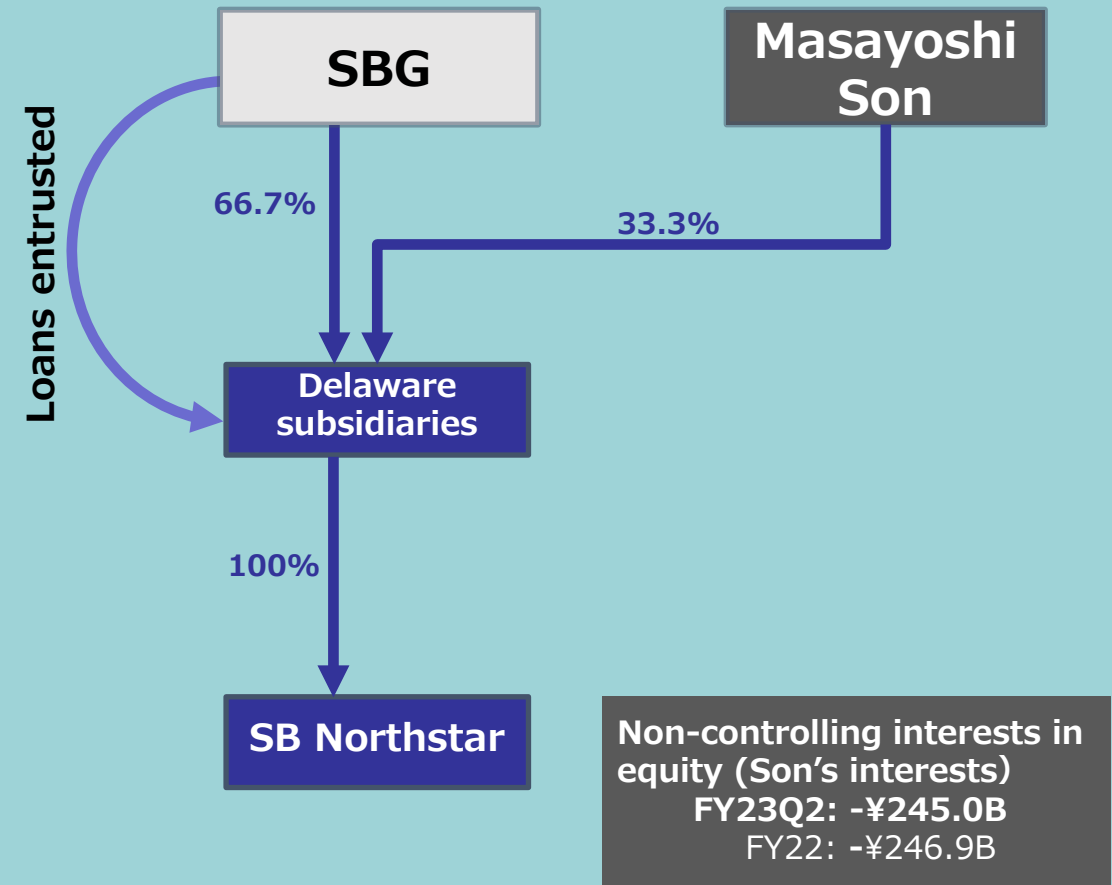 SBG
Masayoshi
Son
Loans entrusted
66.7%
33.3%
Delaware
subsidiaries
100%
SB Northstar
Non-controlling interests in
equity (Son’s interests)
FY23Q2: -¥245.0B
FY22: -¥246.9B